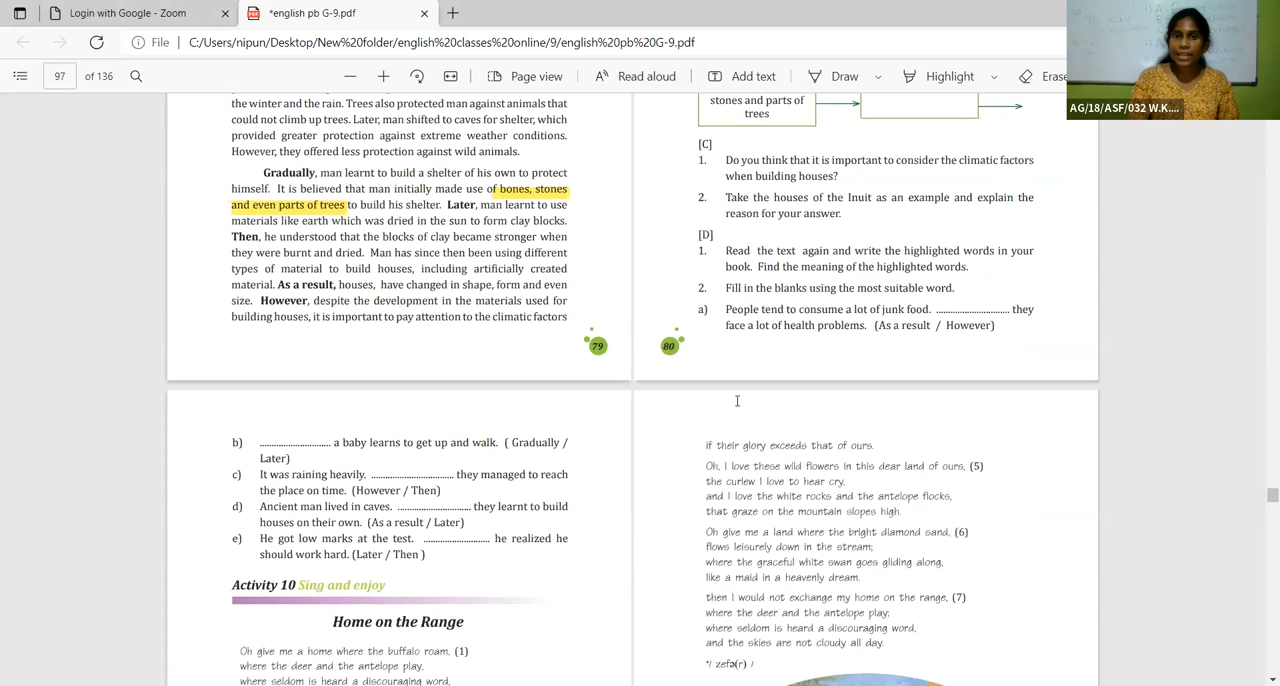 Login with Google - Zoom
*english pb G-9.pdf
File
C:/Users/nipun/Desktop/New%20folder/english%20classes%20online/9/english%20pb%20G-9.pdf
97
of 136
Page view
Read aloud
Add text
Draw
Highlight
Erase
AG/18/ASF/032 W.K....
the winter and the rain. Trees also protected man against animals that
could not climb up trees. Later, man shifted to caves for shelter, which
provided greater protection against extreme weather conditions.
However, they offered less protection against wild animals.
Gradually, man learnt to build a shelter of his own to protect
himself. It is believed that man initially made use of bones, stones
and even parts of trees to build his shelter. Later, man learnt to use
materials like earth which was dried in the sun to form clay blocks.
Then, he understood that the blocks of clay became stronger when
they were burnt and dried. Man has since then been using different
types of material to build houses, including artificially created
material. As a result, houses, have changed in shape, form and even
size. However, despite the development in the materials used for
building houses, it is important to pay attention to the climatic factors
79
stones and parts of
trees
[C]
1. Do you think that it is important to consider the climatic factors
when building houses?
2. Take the houses of the Inuit as an example and explain the
reason for your answer.
[D]
1. Read the text again and write the highlighted words in your
book. Find the meaning of the highlighted words.
2. Fill in the blanks using the most suitable word.
a) People tend to consume a lot of junk food. ............................ they
face a lot of health problems. (As a result / However)
80
b) ............................ a baby learns to get up and walk. ( Gradually /
Later)
c) It was raining heavily. ................................ they managed to reach
the place on time. (However / Then)
d) Ancient man lived in caves. ............................ they learnt to build
houses on their own. (As a result / Later)
e) He got low marks at the test. .......................... he realized he
should work hard. (Later / Then )
Activity 10 Sing and enjoy
Home on the Range
Oh give me a home where the buffalo roam, (1)
where the deer and the antelope play,
where seldom is heard a discouraging word,
if their glory exceeds that of ours.
Oh, I love these wild flowers in this dear land of ours, (5)
the curlew I love to hear cry,
and I love the white rocks and the antelope flocks,
that graze on the mountain slopes high.
Oh give me a land where the bright diamond sand, (6)
flows leisurely down in the stream;
where the graceful white swan goes gliding along,
like a maid in a heavenly dream.
then I would not exchange my home on the range, (7)
where the deer and the antelope play;
where seldom is heard a discouraging word,
and the skies are not cloudy all day.
*/ zefə(r) /